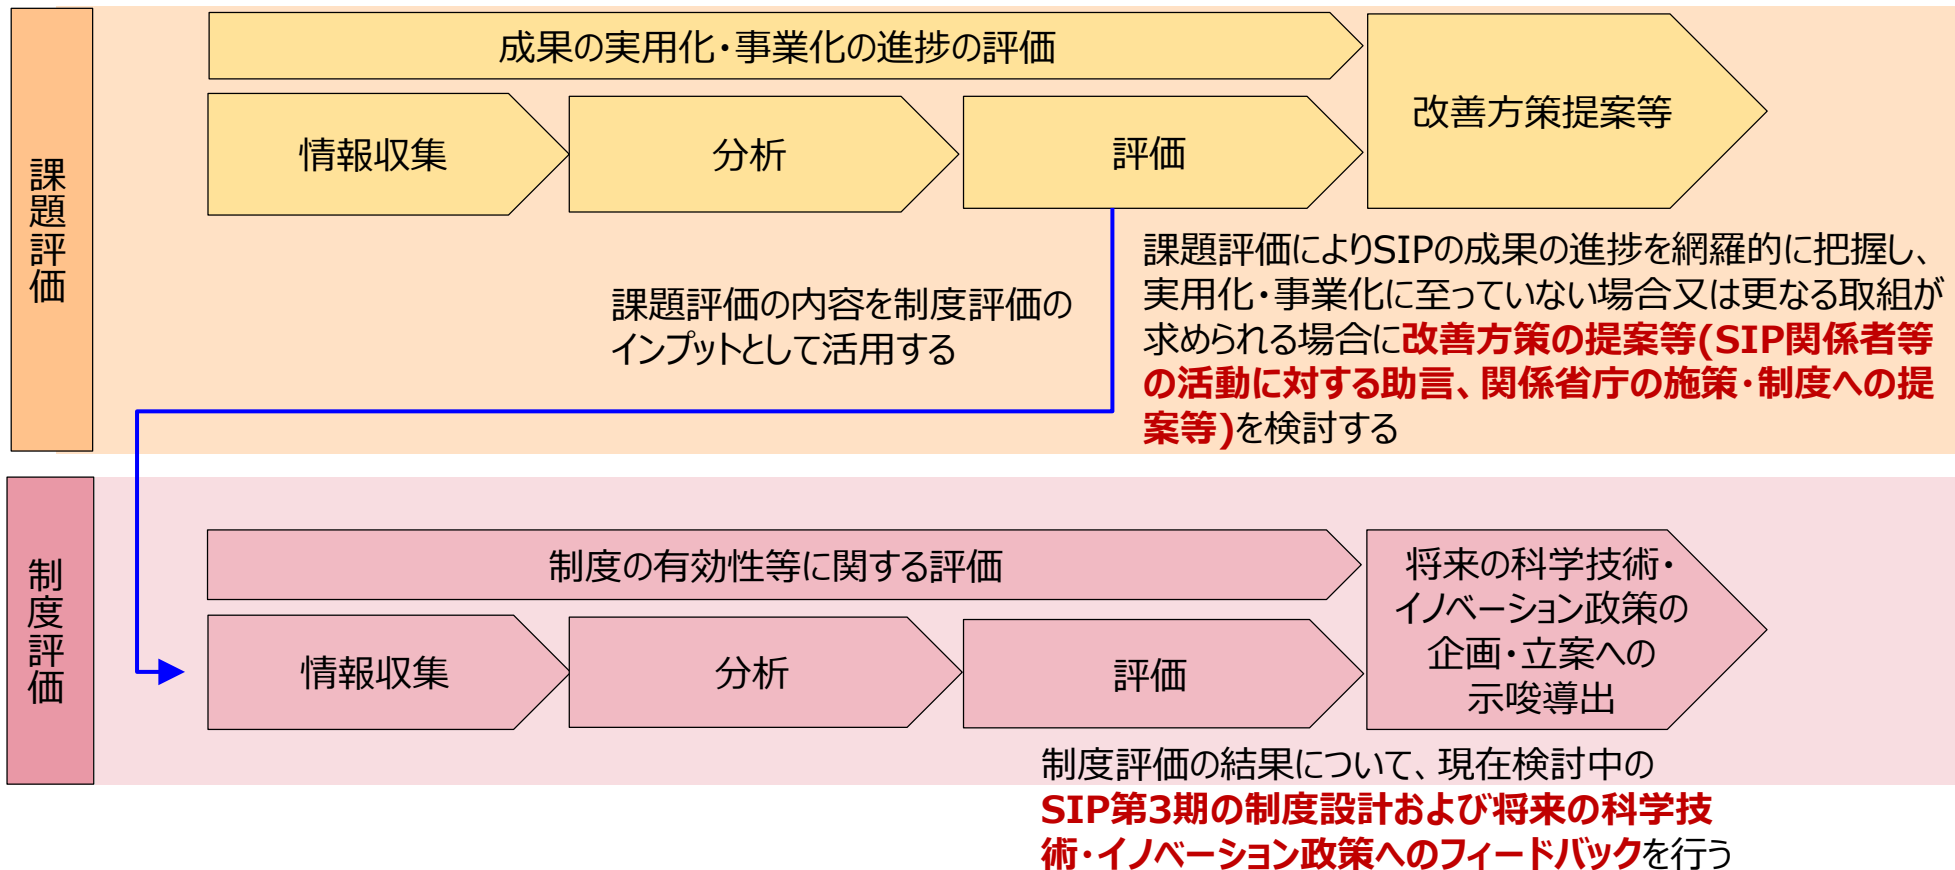 課題評価
成果の実用化・事業化の進捗の評価
情報収集
分析
評価
改善方策提案等
課題評価の内容を制度評価の
インプットとして活用する
課題評価によりSIPの成果の進捗を網羅的に把握し、
実用化・事業化に至っていない場合又は更なる取組が
求められる場合に改善方策の提案等(SIP関係者等
の活動に対する助言、関係省庁の施策・制度への提
案等)を検討する
制度評価
制度の有効性等に関する評価
情報収集
分析
評価
将来の科学技術・
イノベーション政策の
企画・立案への
示唆導出
制度評価の結果について、現在検討中の
SIP第3期の制度設計および将来の科学技
術・イノベーション政策へのフィードバックを行う